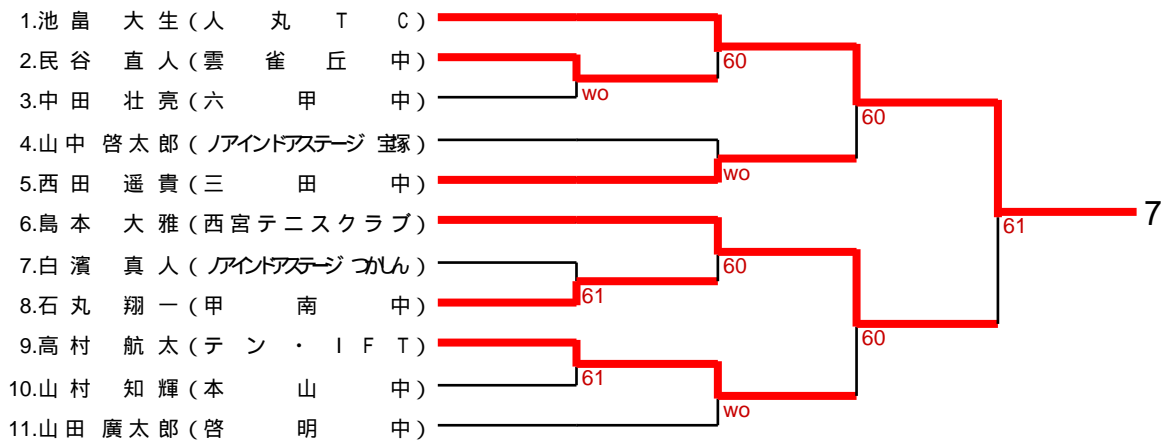 1.池畠 大生(人丸TC)
2.民谷 直人(雲雀丘中)
3.中田 壮亮(六甲中)
4.山中 啓太郎(ノアインドアステージ 宝塚)
5.西田 遥貴(三田中)
6.島本 大雅(西宮テニスクラブ)
7.白濱 真人(ノアインドアステージ つかしん)
8.石丸 翔一(甲南中)
9.高村 航太(テン・IFT)
10.山村 知輝(本山中)
11.山田 廣太郎(啓明中)
wo
61
61
60
wo
60
wo
60
60
61
7